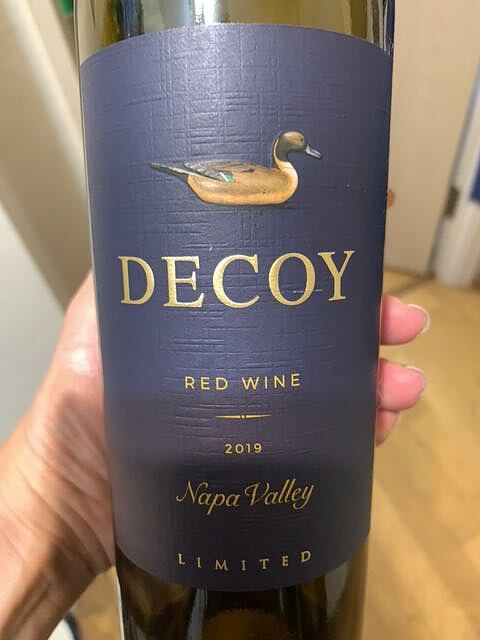 DECOY
RED WINE
2019
Napa Valley
LIMITED